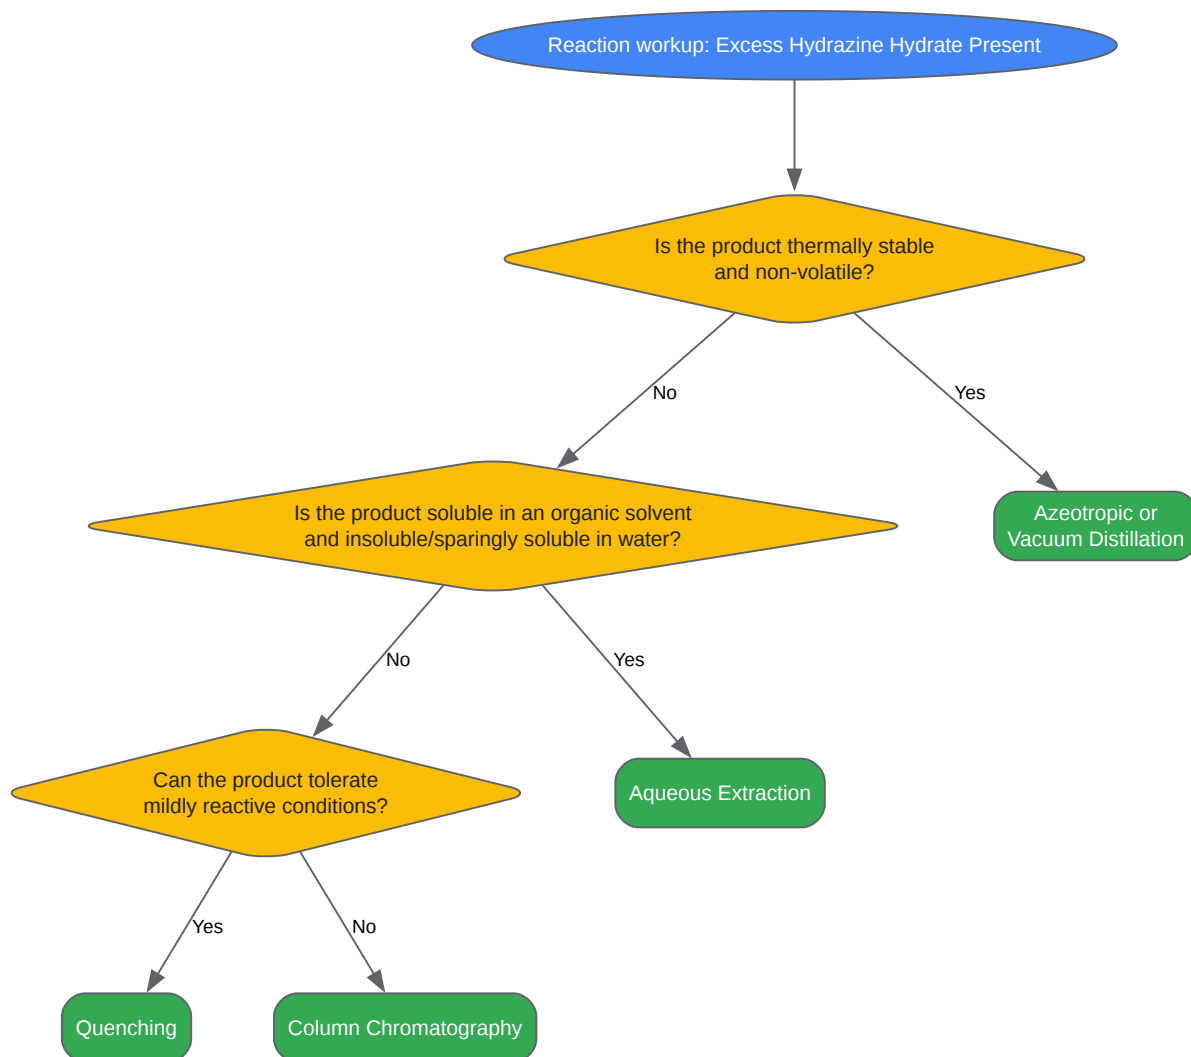 Reaction workup: Excess Hydrazine Hydrate Present
Is the product thermally stable
and non-volatile?
No
Yes
Is the product soluble in an organic solvent
and insoluble/sparingly soluble in water?
Azeotropic or
Vacuum Distillation
No
Yes
Can the product tolerate
mildly reactive conditions?
Aqueous Extraction
Yes
No
Quenching
Column Chromatography